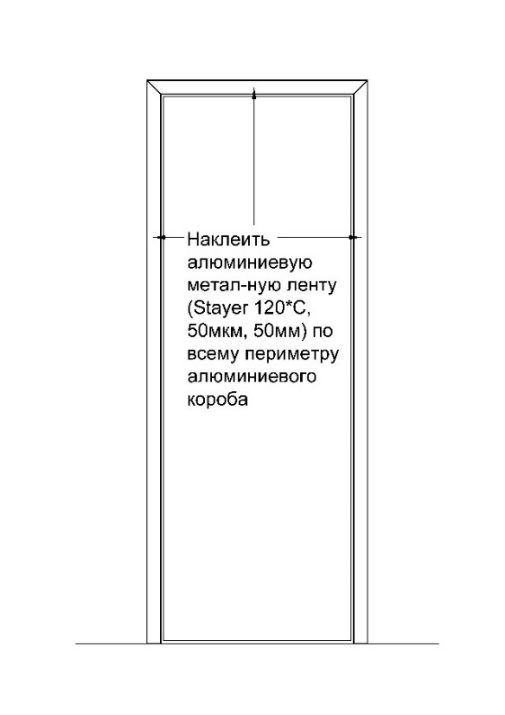 Наклеить
алюминиевую
метал-ную ленту
(Stayer 120*С,
50мкм, 50мм) по
всему периметру
алюминиевого
короба